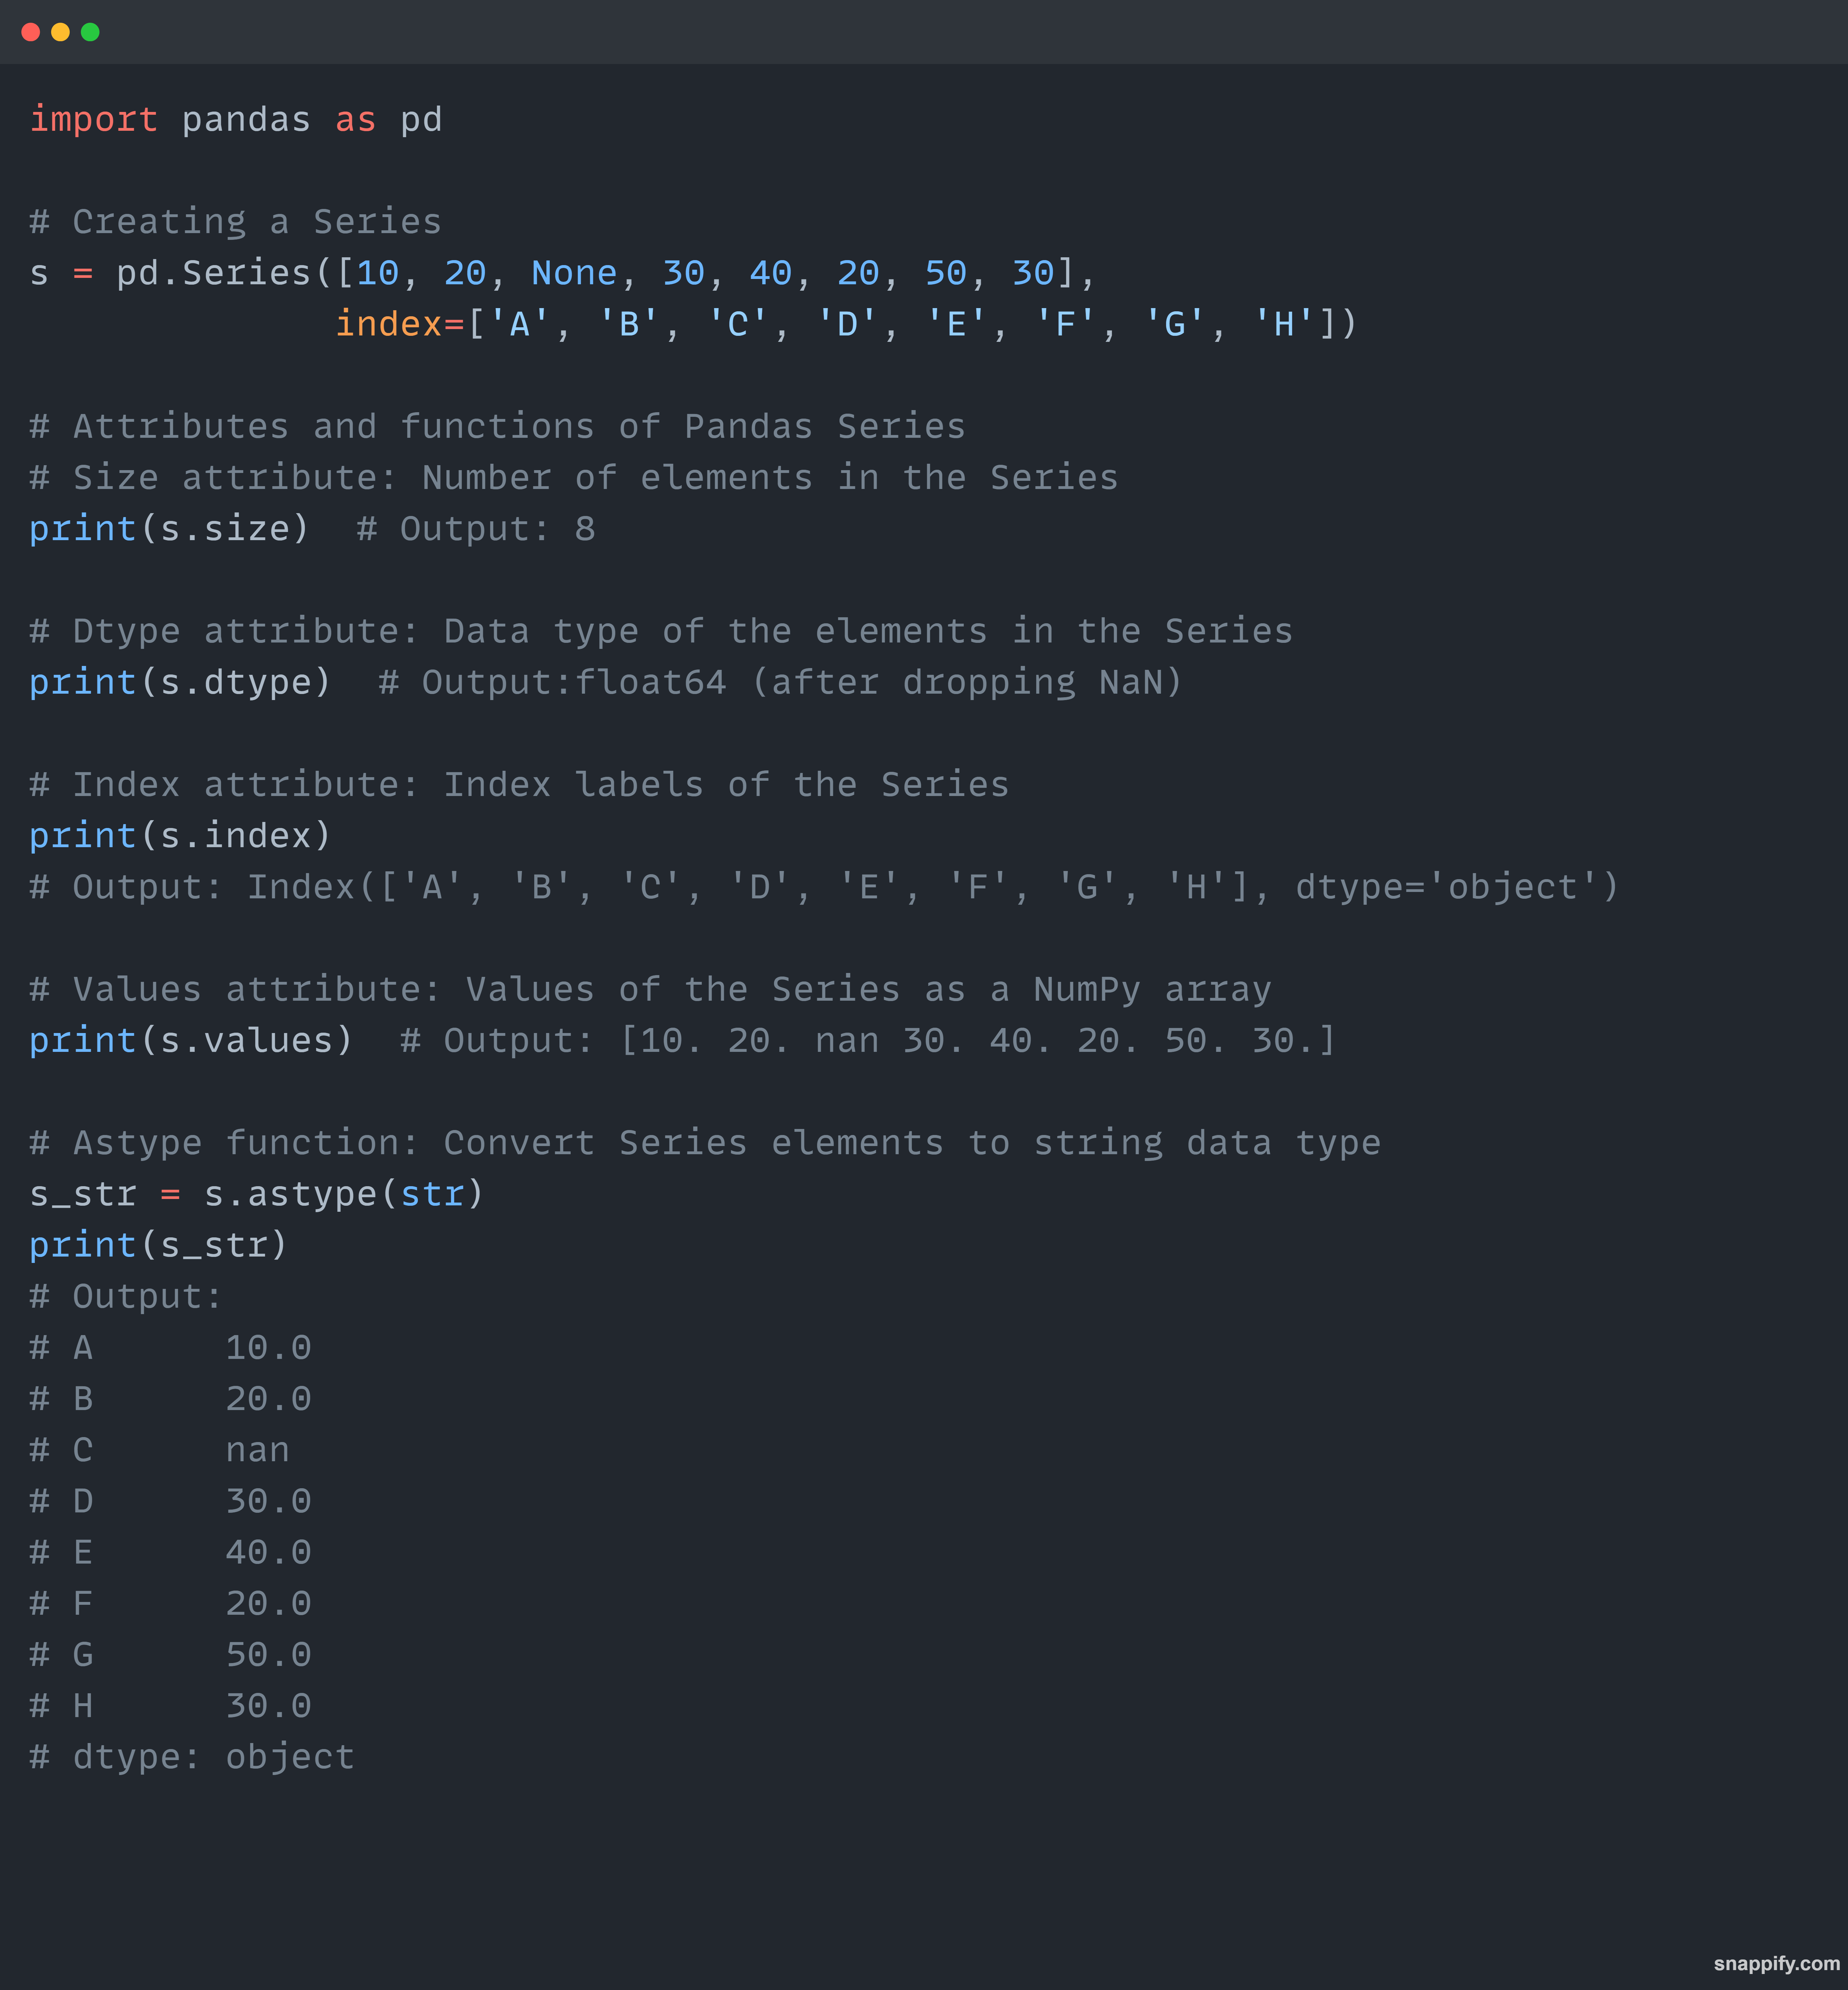 import pandas as pd
# Creating a Series
s = pd.Series([10, 20, None, 30, 40, 20, 50, 30],
              index=['A', 'B', 'C', 'D', 'E', 'F', 'G', 'H'])
# Attributes and functions of Pandas Series
# Size attribute: Number of elements in the Series
print(s.size)  # Output: 8
# Dtype attribute: Data type of the elements in the Series
print(s.dtype)  # Output:float64 (after dropping NaN)
# Index attribute: Index labels of the Series
print(s.index)
# Output: Index(['A', 'B', 'C', 'D', 'E', 'F', 'G', 'H'], dtype='object')
# Values attribute: Values of the Series as a NumPy array
print(s.values)  # Output: [10. 20. nan 30. 40. 20. 50. 30.]
# Astype function: Convert Series elements to string data type
s_str = s.astype(str)
print(s_str)
# Output:
# A      10.0
# B      20.0
# C      nan
# D      30.0
# E      40.0
# F      20.0
# G      50.0
# H      30.0
# dtype: object
snappify.com